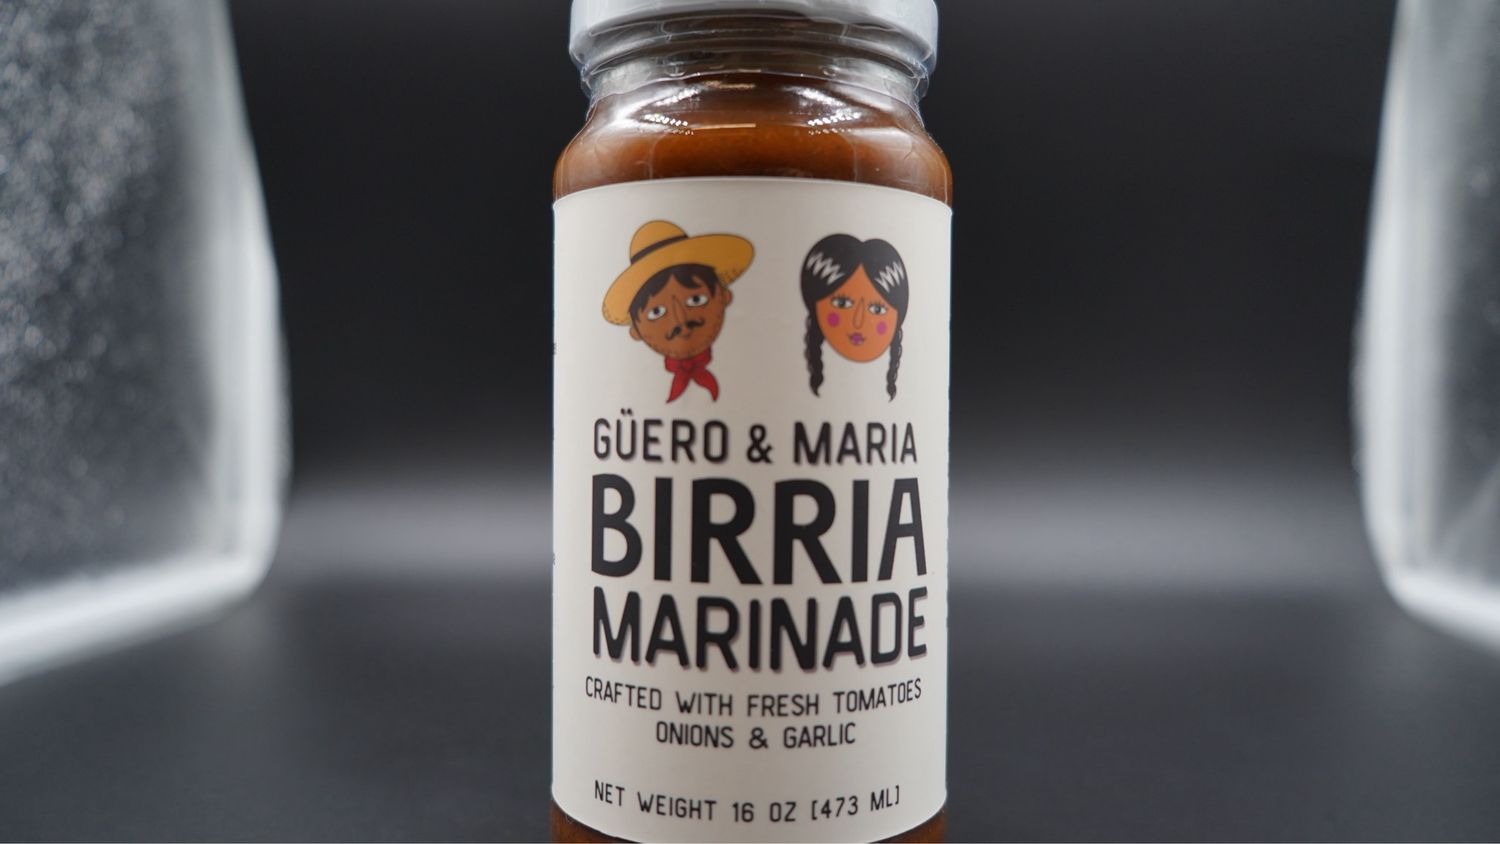 GÜERO & MARIA
BIRRIA
MARINADE
CRAFTED WITH FRESH TOMATOES
ONIONS & GARLIC
NET WEIGHT 16 OZ [473 ML]